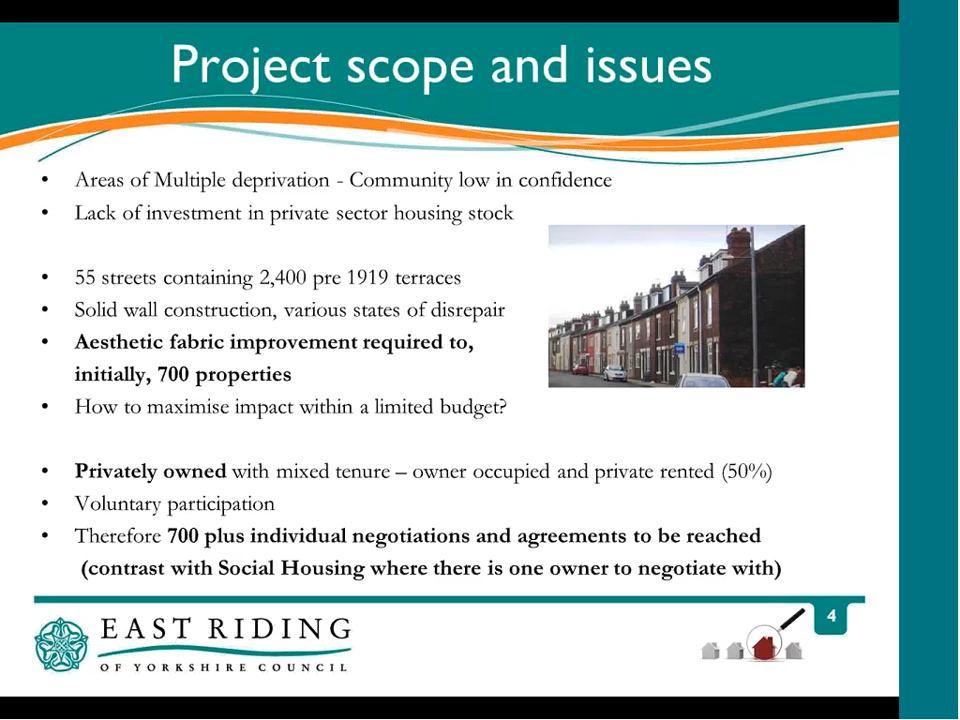 Project scope and issues
• Areas of Multiple deprivation - Community low in confidence
• Lack of investment in private sector housing stock
• 55 streets containing 2,400 pre 1919 terraces
• Solid wall construction, various states of disrepair
• Aesthetic fabric improvement required to,
initially, 700 properties
• How to maximise impact within a limited budget?
• Privately owned with mixed tenure – owner occupied and private rented (50%)
• Voluntary participation
• Therefore 700 plus individual negotiations and agreements to be reached
(contrast with Social Housing where there is one owner to negotiate with)
4
EAST RIDING
OF YORKSHIRE COUNCIL